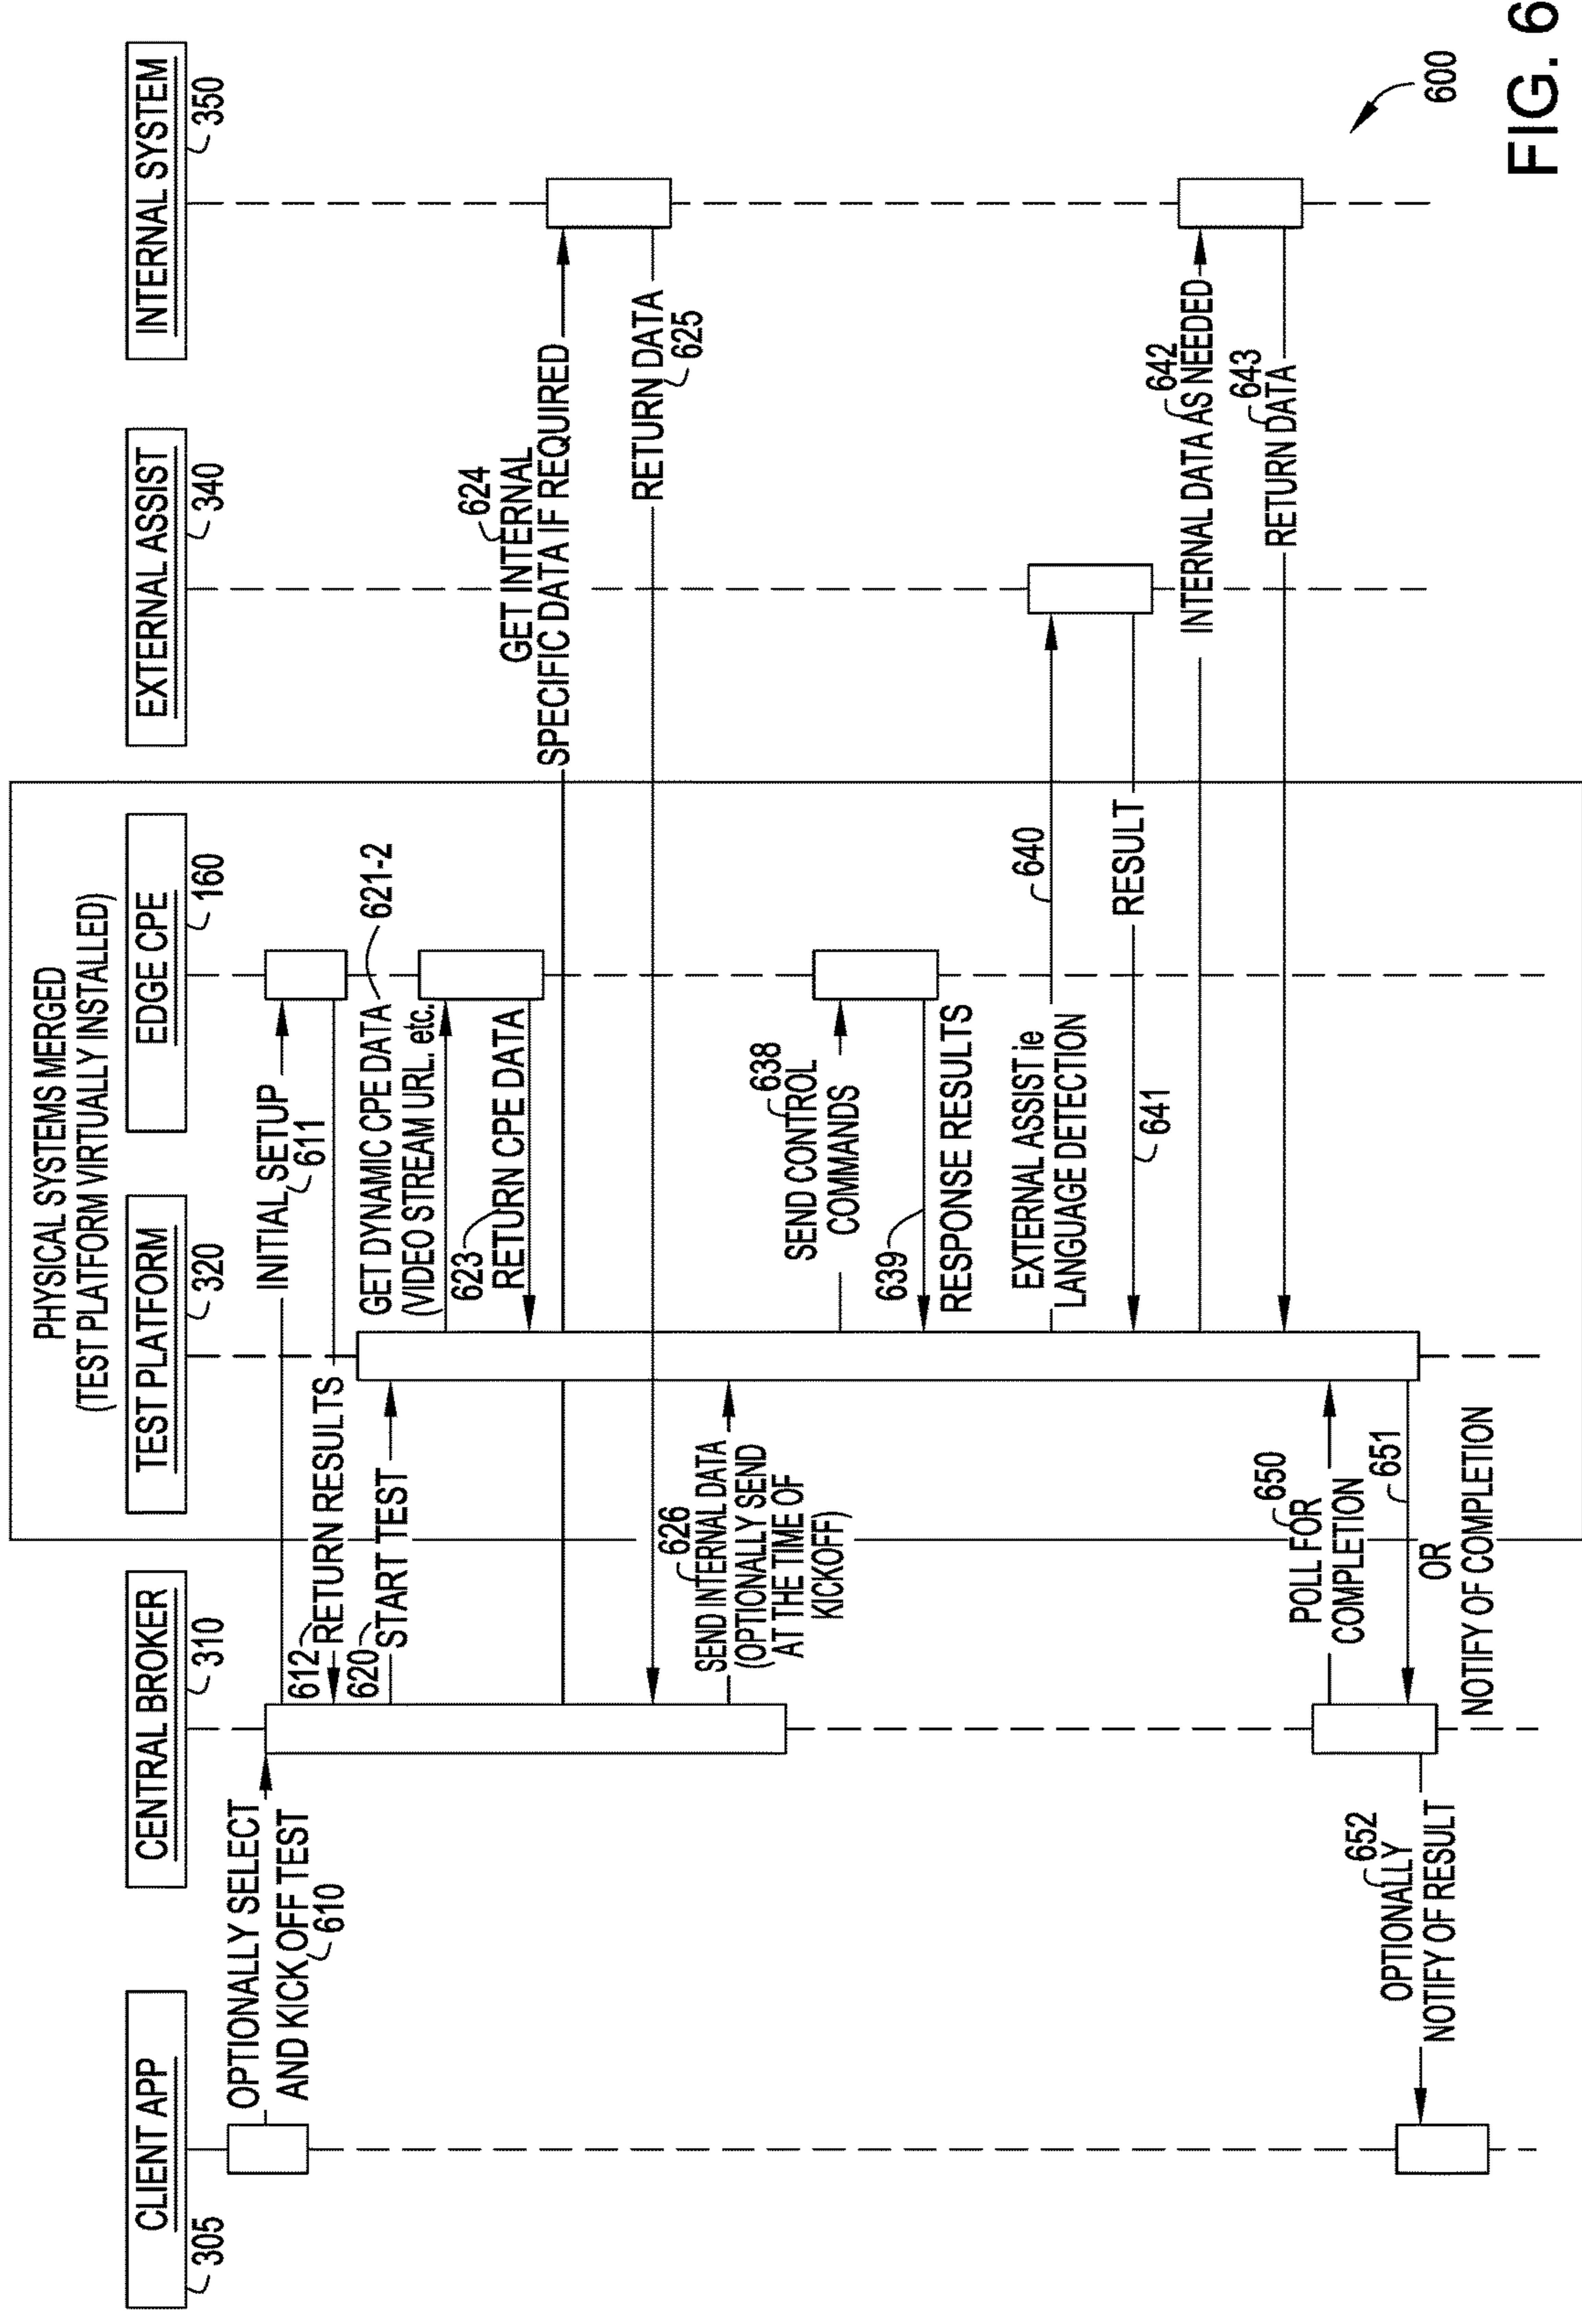 PHYSICAL SYSTEMS MERGED
(TEST PLATFORM VIRTUALLY INSTALLED)
CLIENT APP
305
CENTRAL BROKER
310
TEST PLATFORM
320
EDGE CPE
160
EXTERNAL ASSIST
340
INTERNAL SYSTEM
350
OPTIONALLY SELECT
AND KICK OFF TEST
610
INITIAL SETUP
611
612
RETURN RESULTS
620
START TEST
GET DYNAMIC CPE DATA
(VIDEO STREAM URL. etc.
621-2
623
RETURN CPE DATA
624
GET INTERNAL
SPECIFIC DATA IF REQUIRED
RETURN DATA
625
626
SEND INTERNAL DATA
(OPTIONALLY SEND
AT THE TIME OF
KICKOFF)
638
SEND CONTROL
COMMANDS
639
RESPONSE RESULTS
EXTERNAL ASSIST ie
LANGUAGE DETECTION
640
RESULT
641
642
INTERNAL DATA AS NEEDED
643
RETURN DATA
650
POLL FOR
COMPLETION
651
OR
NOTIFY OF COMPLETION
652
OPTIONALLY
NOTIFY OF RESULT
600
FIG. 6